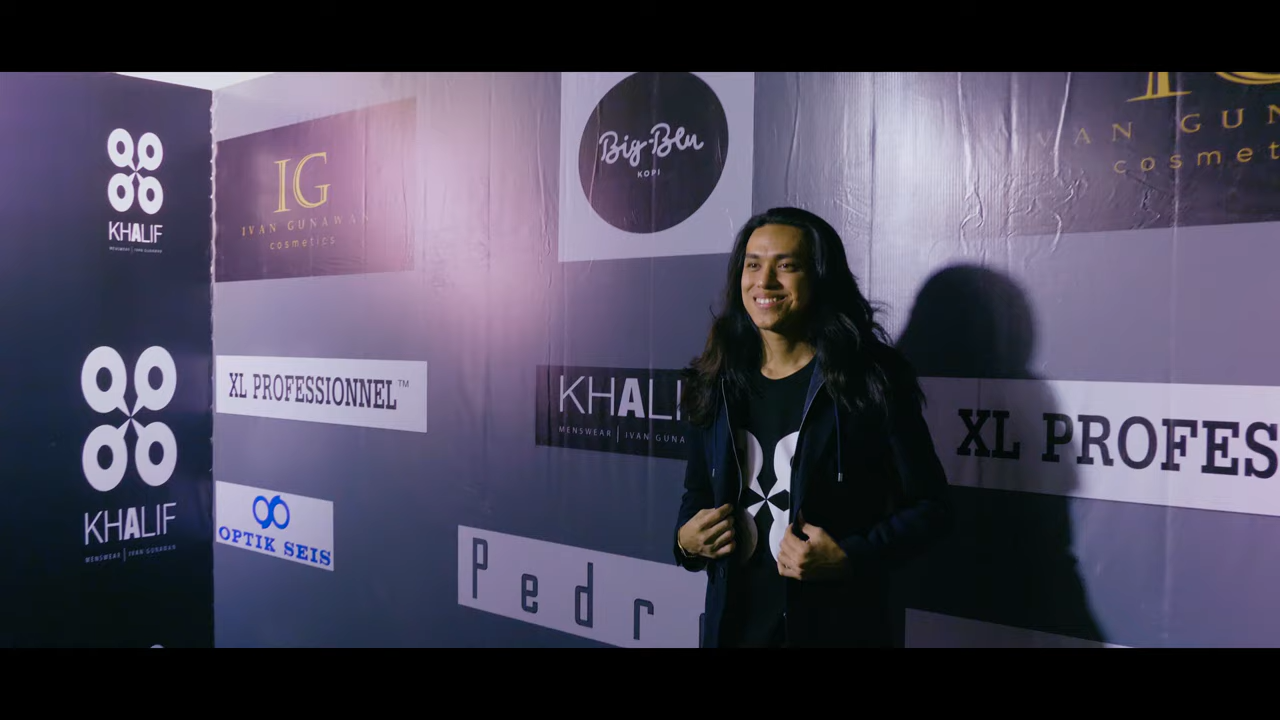 KHALIF
MENSWEAR | IVAN GUNAWAN
IG
IVAN GUNAWAN
cosmetics
Big Blu
KOPI
IVAN GUN
cosmet
XL PROFESSIONNEL™
KHALI
MENSWEAR | IVAN GUNA
XL PROFES
KHALIF
MENSWEAR | IVAN GUNAWAN
OPTIK SEIS
Pedr